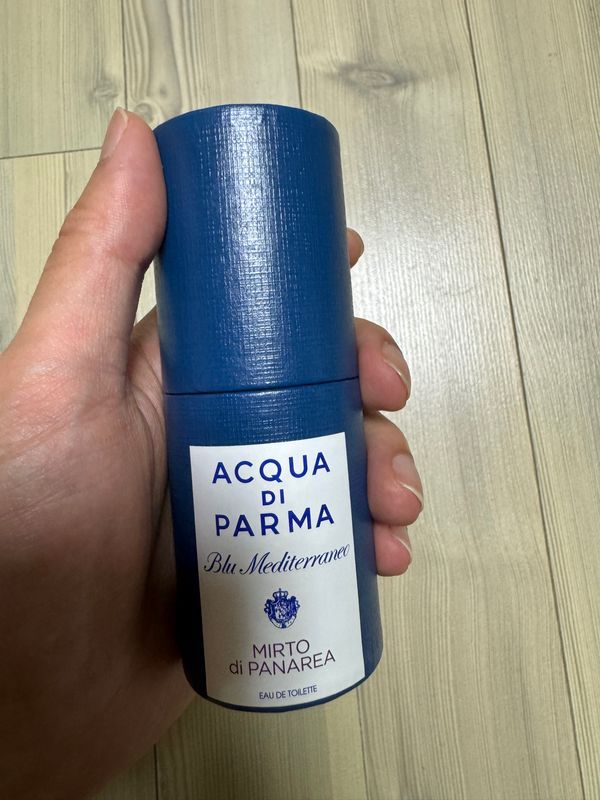 ACQUA
DI
PARMA
Blu Mediterraneo
MIRTO
di PANAREA
EAU DE TOILETTE